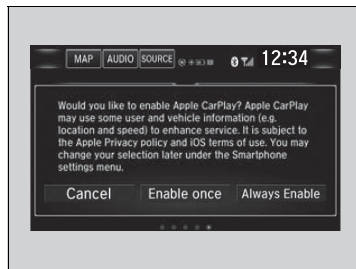 MAP AUDIO SOURCE 12:34
Would you like to enable Apple CarPlay? Apple CarPlay
may use some user and vehicle information (e.g.
location and speed) to enhance service. It is subject to
the Apple Privacy policy and iOS terms of use. You may
change your selection later under the Smartphone
settings menu.
Cancel Enable once Always Enable